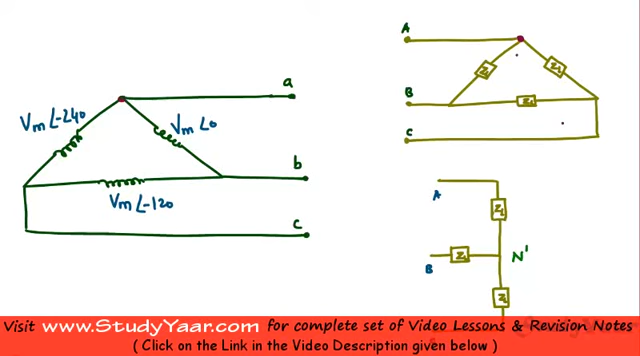 a
Vm∠-240
Vm∠0
b
Vm∠-120
c
A
Z
Z
B
Z
C
A
Z
B
Z
N'
Z
Visit www.StudyYaar.com for complete set of Video Lessons & Revision Notes
( Click on the Link in the Video Description given below )